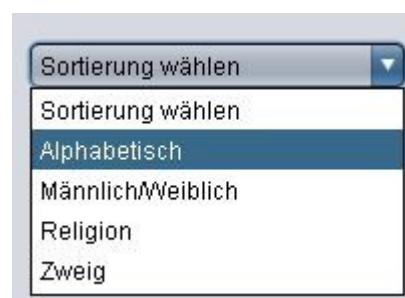 Sortierung wählen
Sortierung wählen
Alphabetisch
Männlich/Weiblich
Religion
Zweig